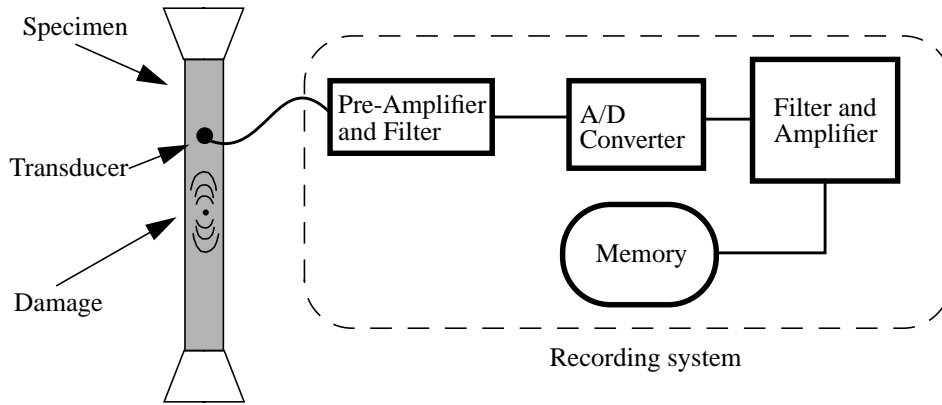 Specimen
Transducer
Damage
Pre-Amplifier
and Filter
A/D
Converter
Filter and
Amplifier
Memory
Recording system